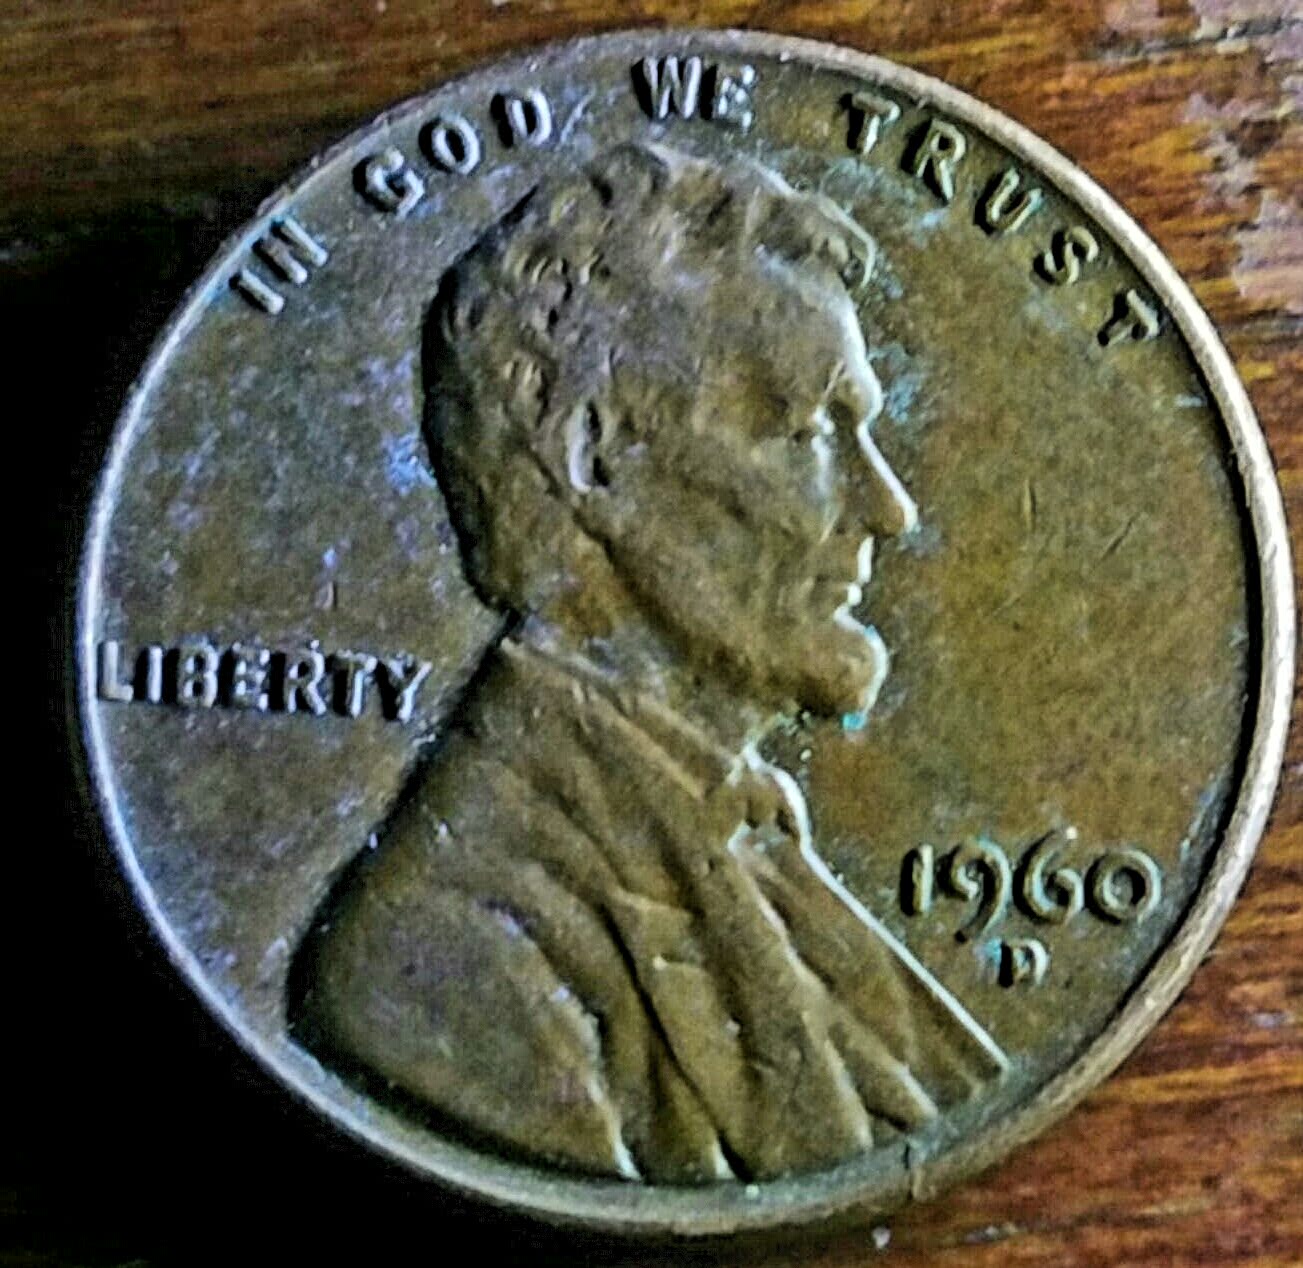 IN GOD WE TRUST
LIBERTY
1960
D